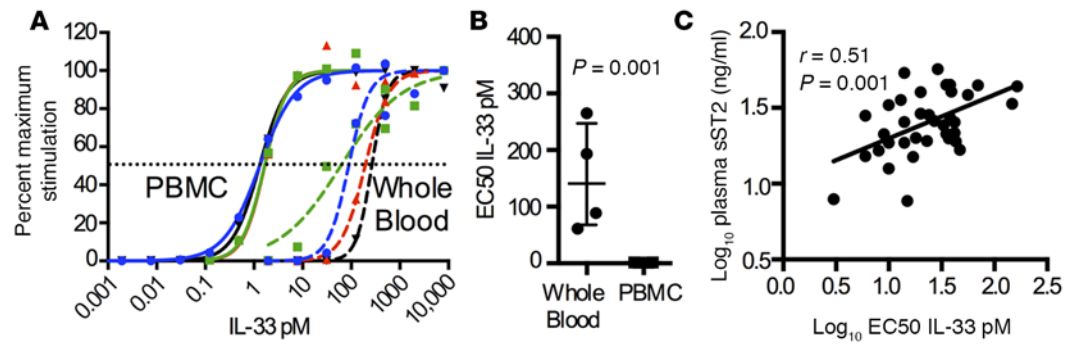 A
120
100
80
60
40
20
0
Percent maximum
stimulation
PBMC
Whole
Blood
0.001
0.01
0.1
1
10
100
1000
10,000
IL-33 pM
B
400
300
200
100
0
EC50 IL-33 pM
P = 0.001
Whole
Blood
PBMC
C
2.0
1.5
1.0
0.5
Log10 plasma sST2 (ng/ml)
r = 0.51
P = 0.001
0.0
0.5
1.0
1.5
2.0
2.5
Log10 EC50 IL-33 pM